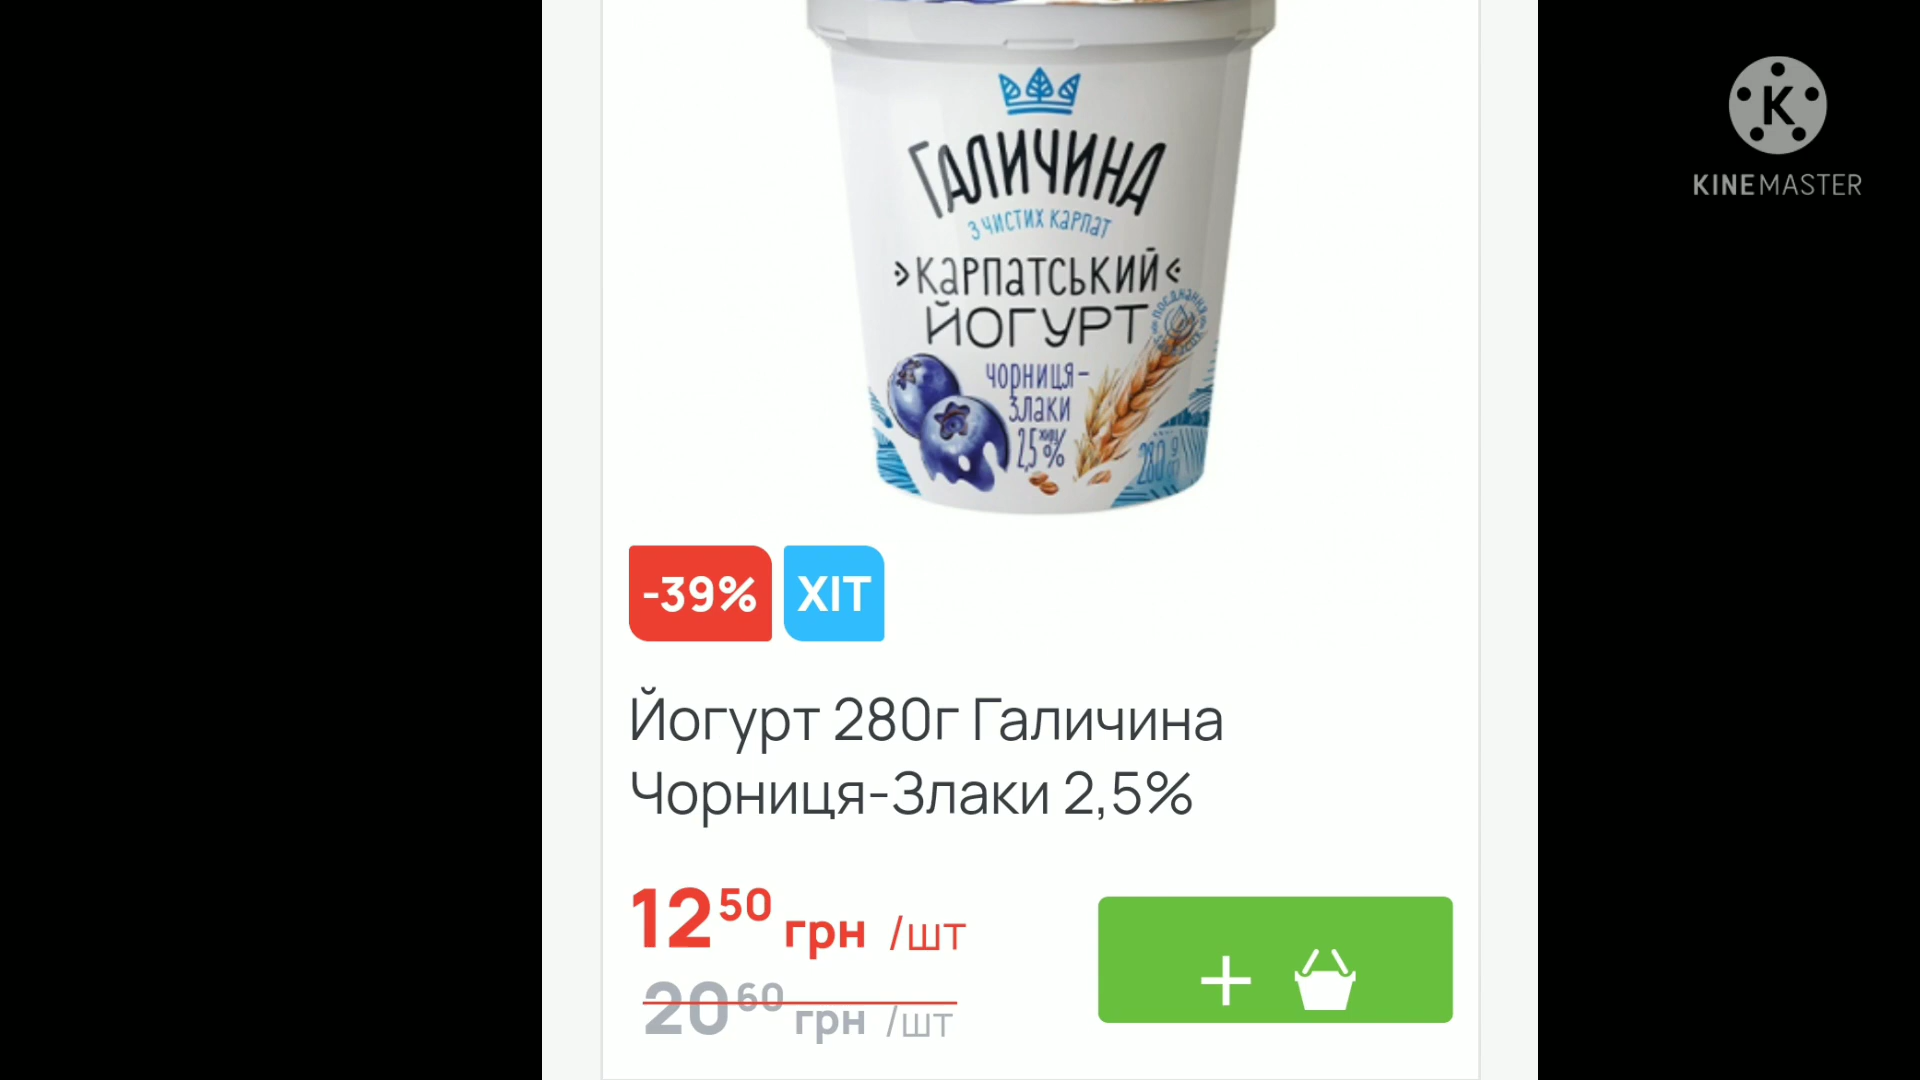 ГАЛИЧИНА
З ЧИСТИХ КАРПАТ
КАРПАТСЬКИЙ
ЙОГУРТ
ПОЄДНАННЯ
ЧОРНИЦЯ-
ЗЛАКИ
2,5%
280
-39%
ХІТ
Йогурт 280г Галичина
Чорниця-Злаки 2,5%
12 50 грн /шт
20 60 грн /шт
K
KINEMASTER